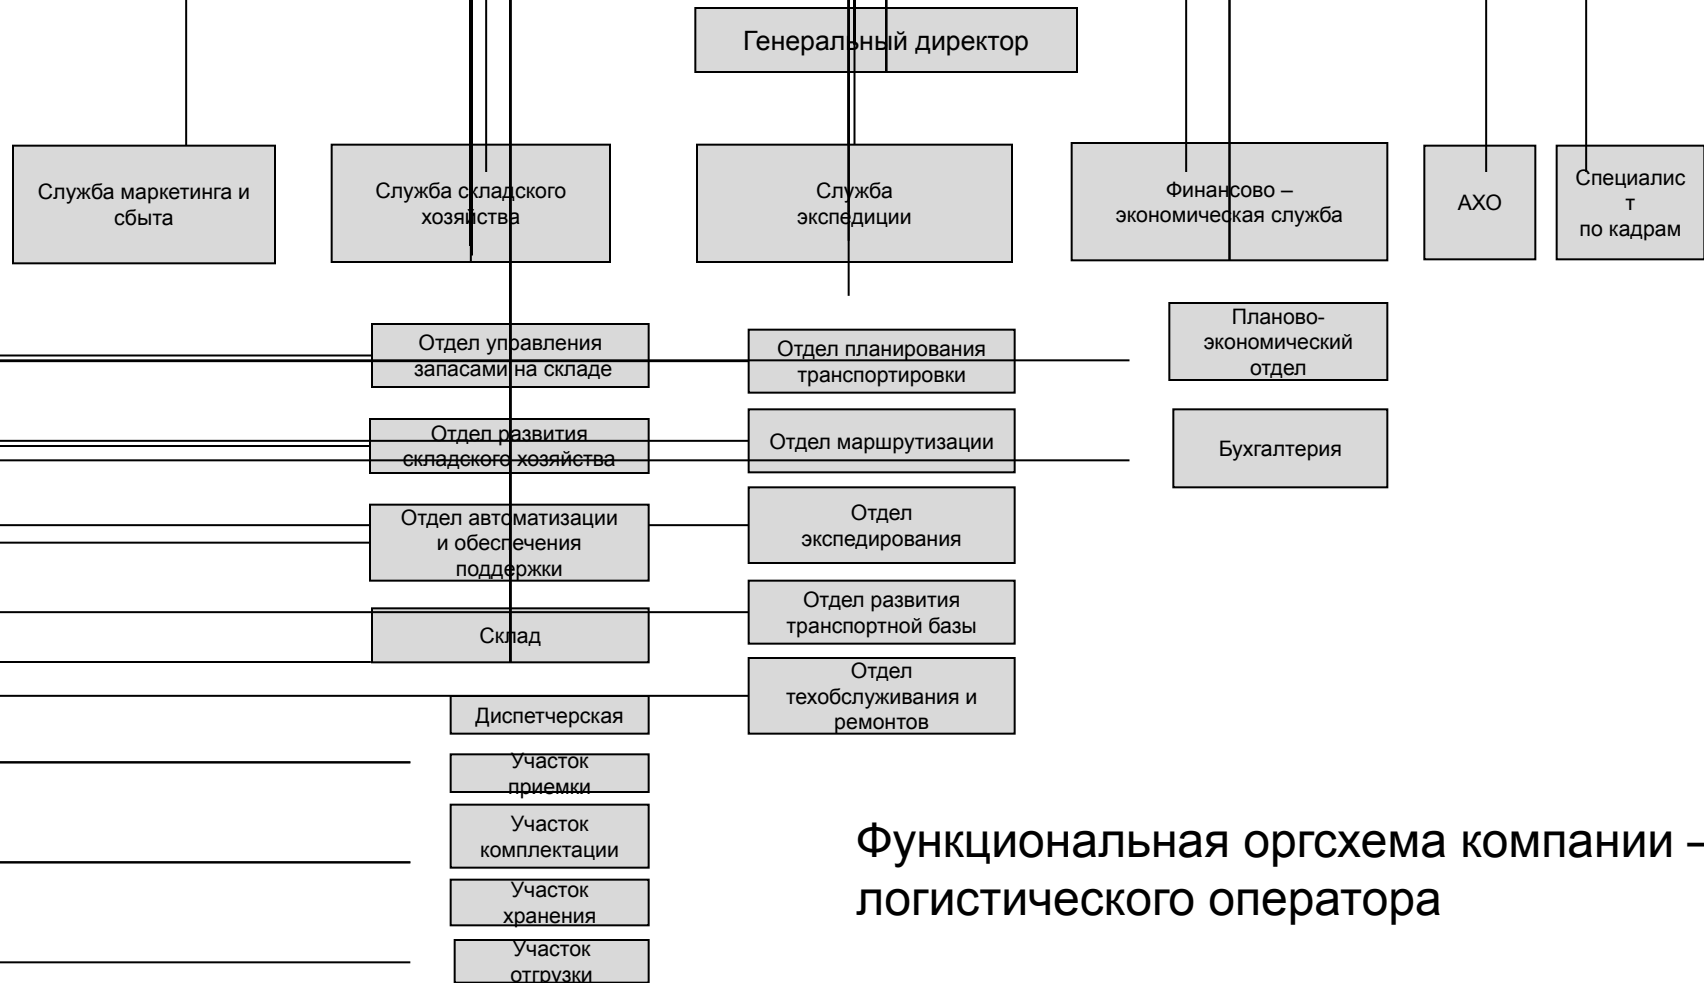 Генеральный директор
Служба маркетинга и
сбыта
Служба складского
хозяйства
Служба
экспедиции
Финансово –
экономическая служба
АХО
Специалис
т
по кадрам
Отдел управления
запасами на складе
Отдел развития
складского хозяйства
Отдел автоматизации
и обеспечения
поддержки
Склад
Диспетчерская
Участок
приемки
Участок
комплектации
Участок
хранения
Участок
отгрузки
Отдел планирования
транспортировки
Отдел маршрутизации
Отдел
экспедирования
Отдел развития
транспортной базы
Отдел
техобслуживания и
ремонтов
Планово-
экономический
отдел
Бухгалтерия
Функциональная оргсхема компании –
логистического оператора